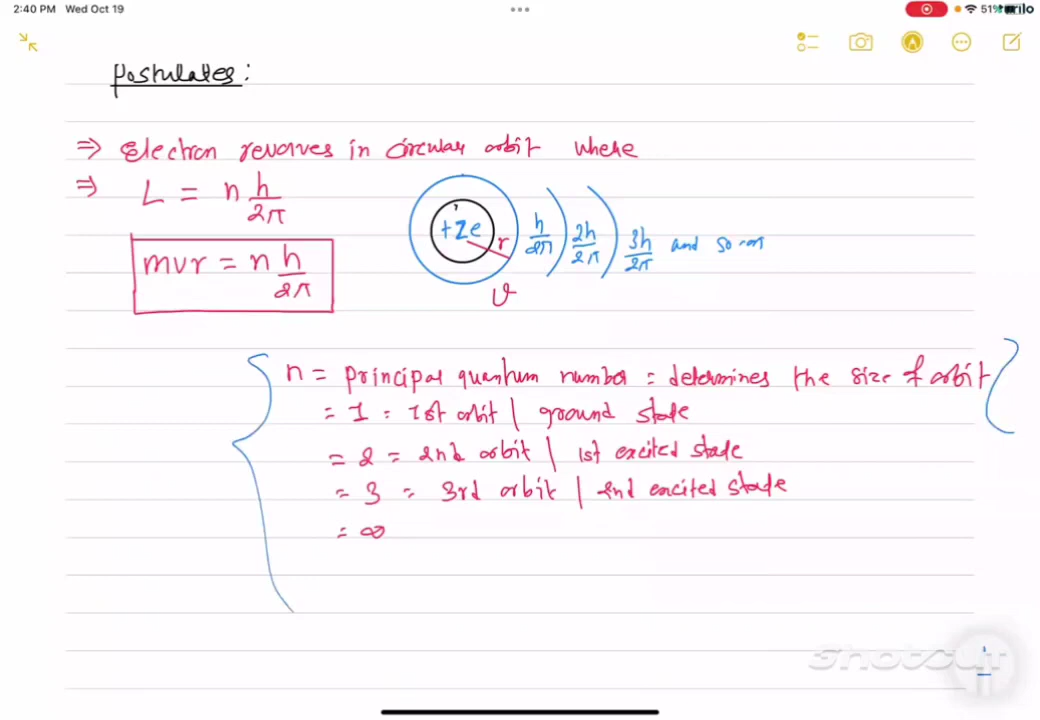 2:40 PM Wed Oct 19
51%
Postulates:
⇒ Electron revolves in circular orbit where
⇒ L = n h/2π
+Ze r h/2π 2h/2π 3h/2π and so on
mvr = n h/2π
v
n = principal quantum number = determines the size of orbit
= 1 = 1st orbit | ground state
= 2 = 2nd orbit | 1st excited state
= 3 = 3rd orbit | 2nd excited state
= ∞
Shotcut